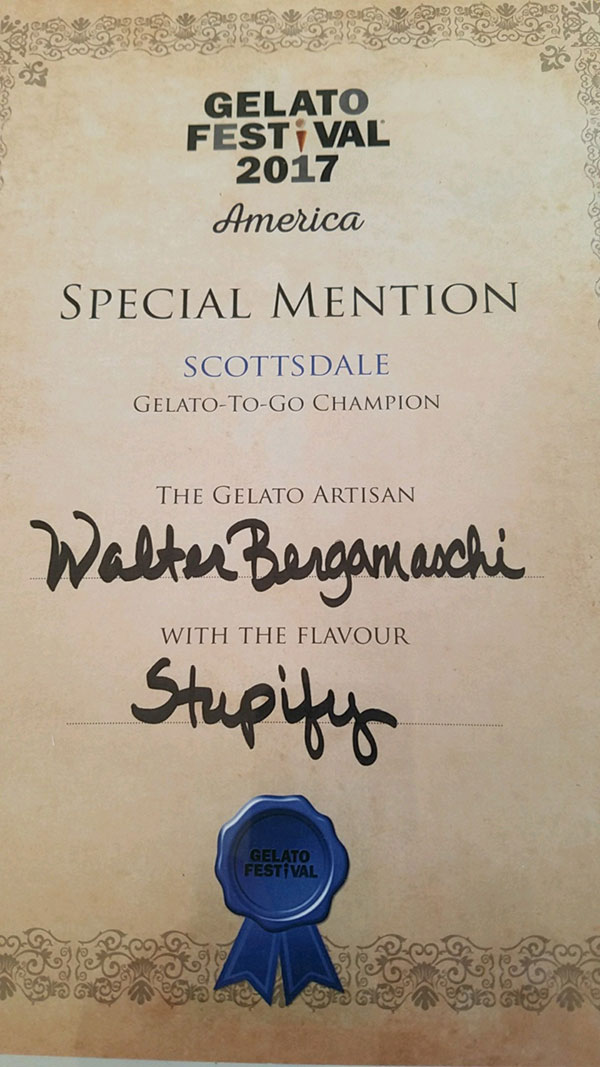 GELATO
FESTiVAL
2017
America
SPECIAL MENTION
SCOTTSDALE
GELATO-TO-GO CHAMPION
THE GELATO ARTISAN
Walter Bergamaschi
WITH THE FLAVOUR
Stupify
GELATO
FESTiVAL